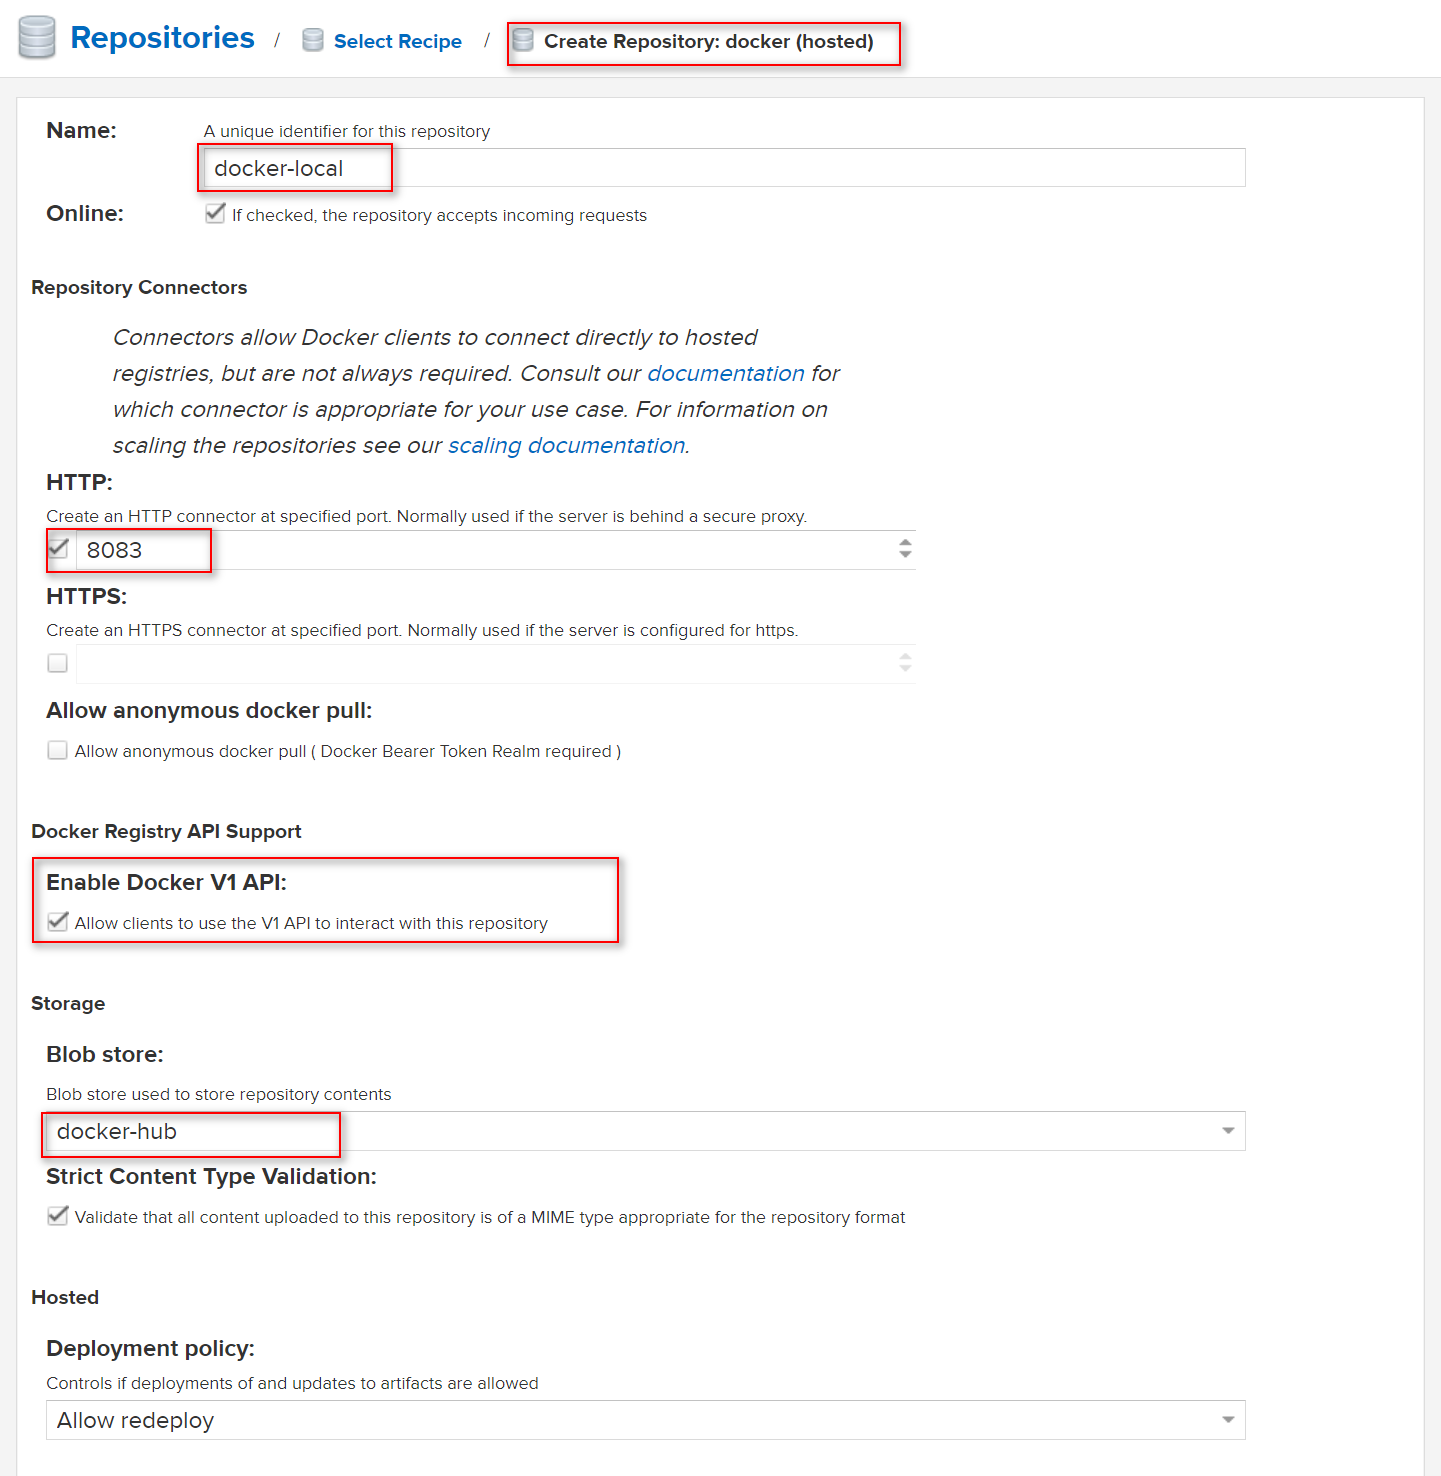 Repositories / Select Recipe / Create Repository: docker (hosted)
Name: A unique identifier for this repository
docker-local
Online: If checked, the repository accepts incoming requests
Repository Connectors
Connectors allow Docker clients to connect directly to hosted
registries, but are not always required. Consult our documentation for
which connector is appropriate for your use case. For information on
scaling the repositories see our scaling documentation.
HTTP:
Create an HTTP connector at specified port. Normally used if the server is behind a secure proxy.
8083
HTTPS:
Create an HTTPS connector at specified port. Normally used if the server is configured for https.
Allow anonymous docker pull:
Allow anonymous docker pull ( Docker Bearer Token Realm required )
Docker Registry API Support
Enable Docker V1 API:
Allow clients to use the V1 API to interact with this repository
Storage
Blob store:
Blob store used to store repository contents
docker-hub
Strict Content Type Validation:
Validate that all content uploaded to this repository is of a MIME type appropriate for the repository format
Hosted
Deployment policy:
Controls if deployments of and updates to artifacts are allowed
Allow redeploy